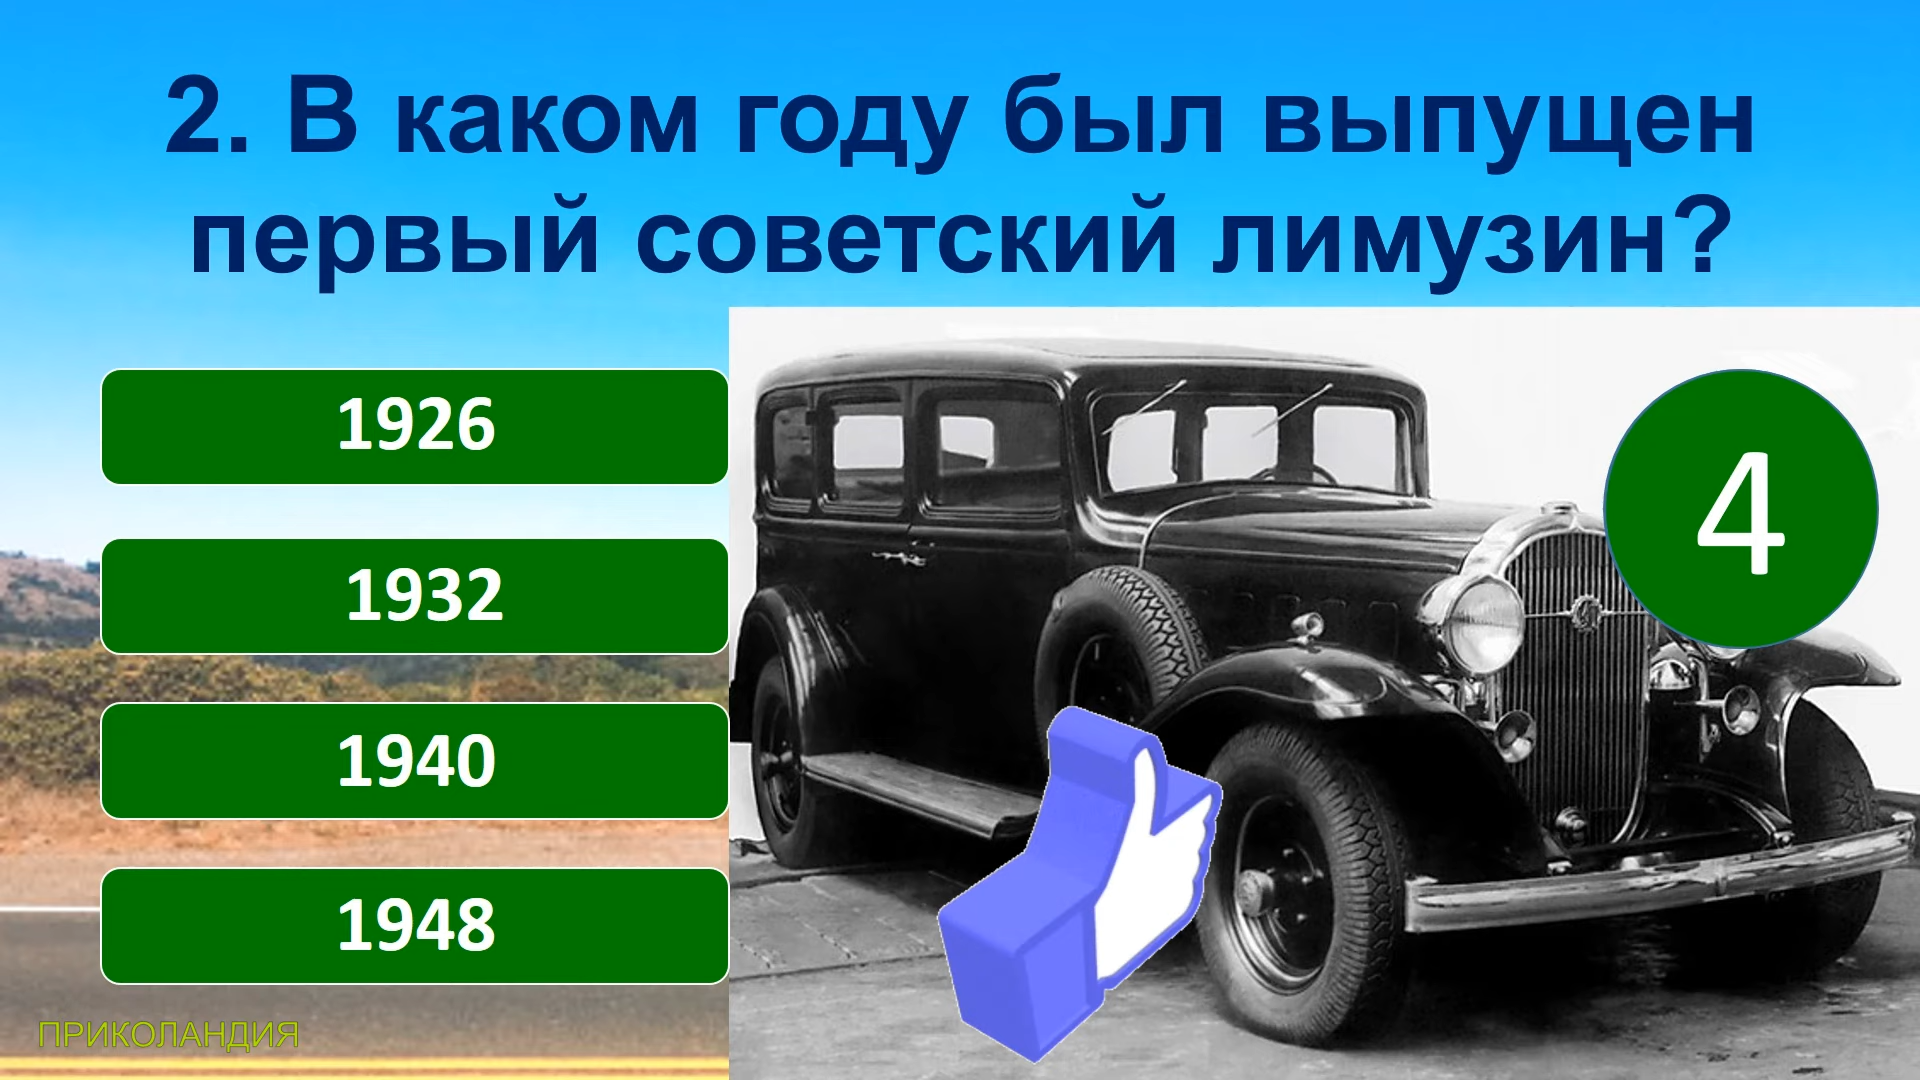 2. В каком году был выпущен
первый советский лимузин?
1926
1932
1940
1948
4
ПРИКОЛАНДИЯ